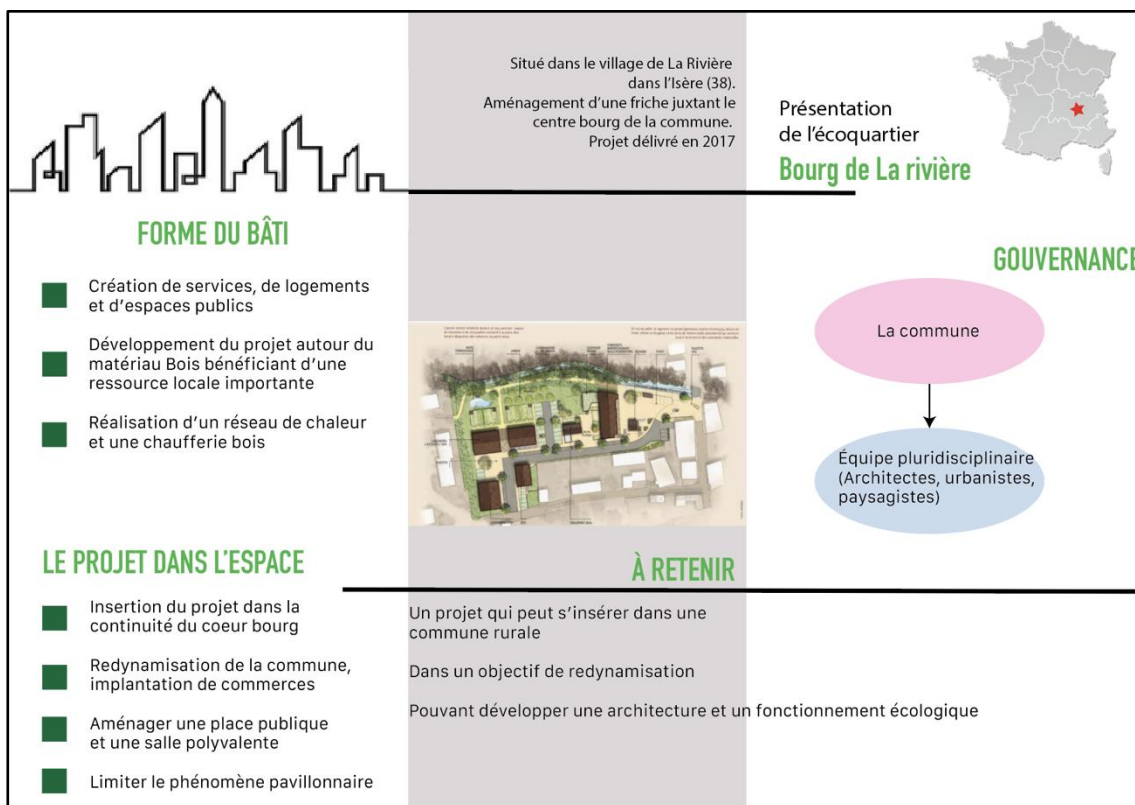 Situé dans le village de La Rivière
dans l'Isère (38).
Aménagement d'une friche juxtant le
centre bourg de la commune.
Projet délivré en 2017
Présentation
de l'écoquartier
Bourg de La rivière
FORME DU BÂTI
Création de services, de logements
et d'espaces publics
Développement du projet autour du
matériau Bois bénéficiant d'une
ressource locale importante
Réalisation d'un réseau de chaleur
et une chaufferie bois
GOUVERNANCE
La commune
Équipe pluridisciplinaire
(Architectes, urbanistes,
paysagistes)
LE PROJET DANS L'ESPACE
Insertion du projet dans la
continuité du coeur bourg
Redynamisation de la commune,
implantation de commerces
Aménager une place publique
et une salle polyvalente
Limiter le phénomène pavillonnaire
À RETENIR
Un projet qui peut s'insérer dans une
commune rurale
Dans un objectif de redynamisation
Pouvant développer une architecture et un fonctionnement écologique